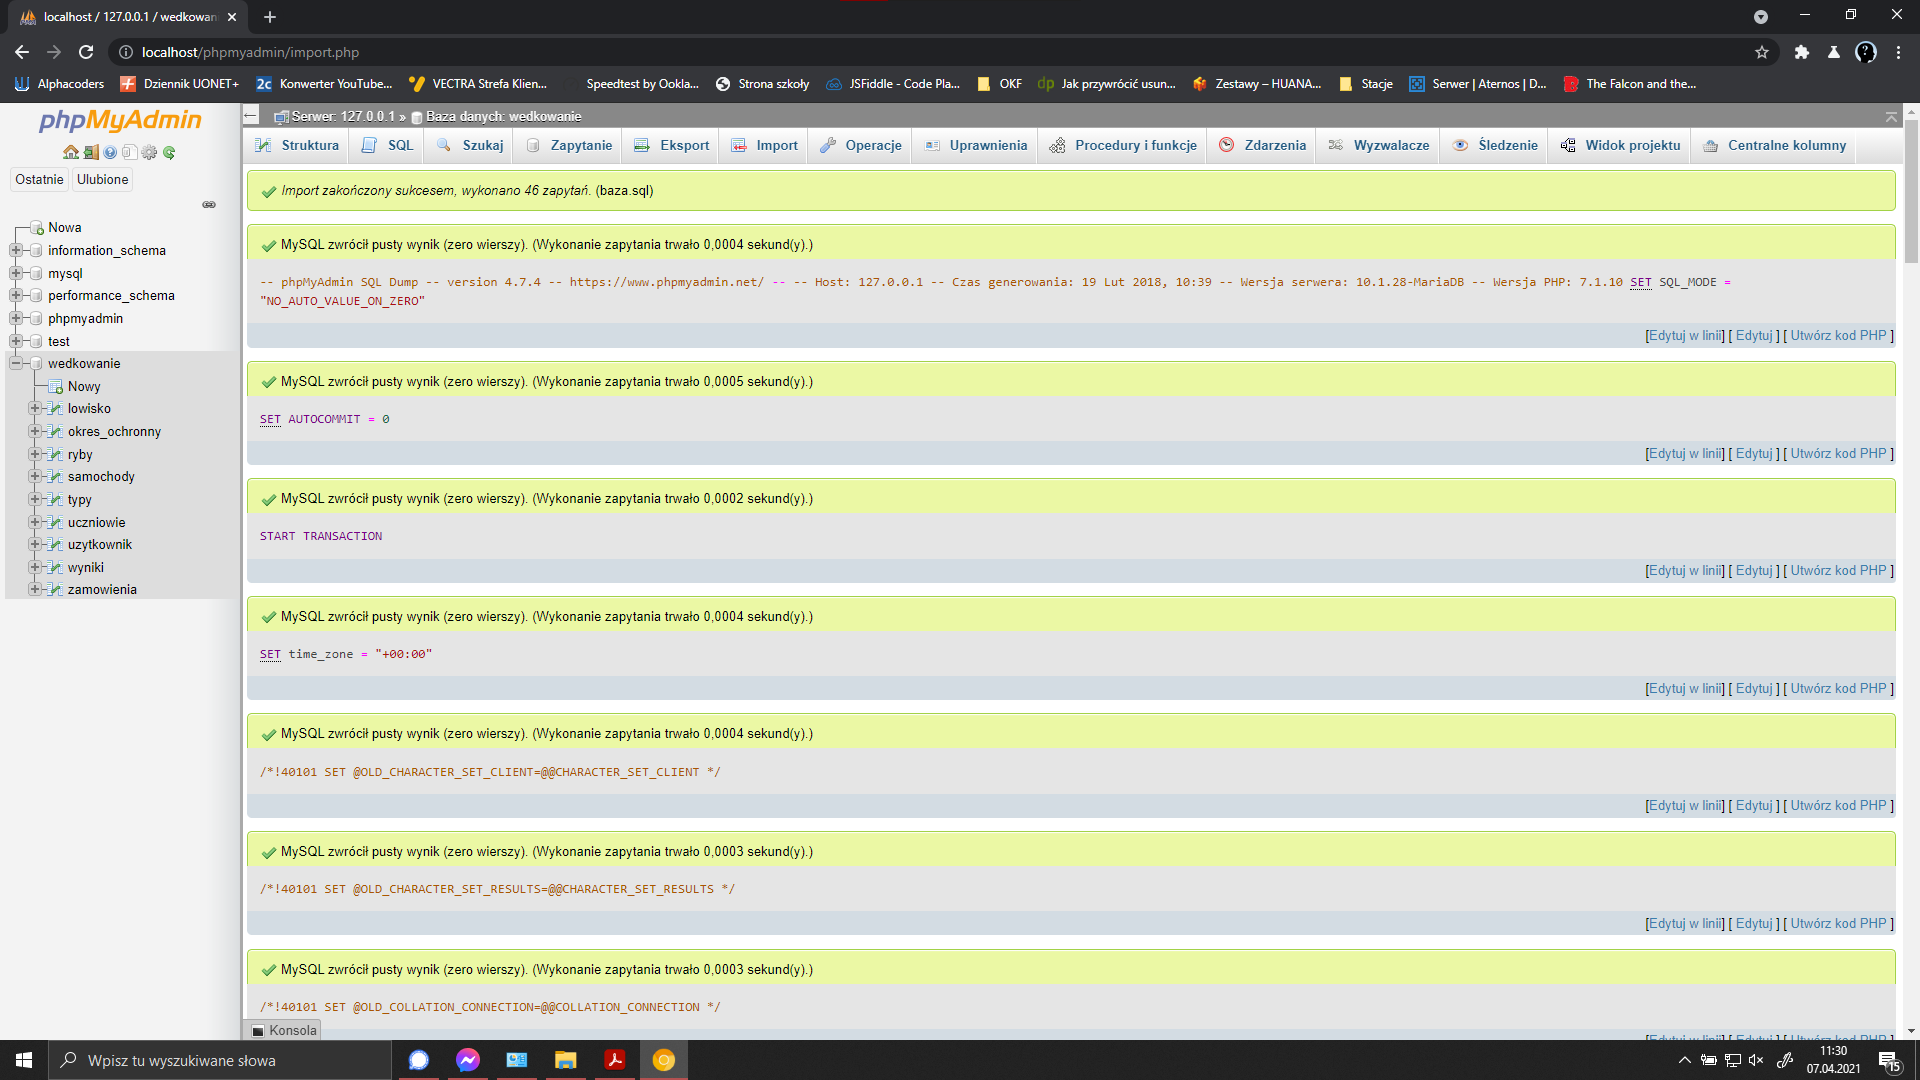 localhost / 127.0.0.1 / wedkowani
localhost/phpmyadmin/import.php
Alphacoders
Dziennik UONET+
Konwerter YouTube...
VECTRA Strefa Klien...
Speedtest by Ookla...
Strona szkoły
JSFiddle - Code Pla...
OKF
Jak przywrócić usun...
Zestawy – HUANA...
Stacje
Serwer | Aternos | D...
The Falcon and the...
phpMyAdmin
Ostatnie Ulubione
Nowa
information_schema
mysql
performance_schema
phpmyadmin
test
wedkowanie
Nowy
lowisko
okres_ochronny
ryby
samochody
typy
uczniowie
uzytkownik
wyniki
zamowienia
Serwer: 127.0.0.1 » Baza danych: wedkowanie
Struktura SQL Szukaj Zapytanie Eksport Import Operacje Uprawnienia Procedury i funkcje Zdarzenia Wyzwalacze Śledzenie Widok projektu Centralne kolumny
Import zakończony sukcesem, wykonano 46 zapytań. (baza.sql)
MySQL zwrócił pusty wynik (zero wierszy). (Wykonanie zapytania trwało 0,0004 sekund(y).)
-- phpMyAdmin SQL Dump -- version 4.7.4 -- https://www.phpmyadmin.net/ -- -- Host: 127.0.0.1 -- Czas generowania: 19 Lut 2018, 10:39 -- Wersja serwera: 10.1.28-MariaDB -- Wersja PHP: 7.1.10 SET SQL_MODE =
"NO_AUTO_VALUE_ON_ZERO"
[Edytuj w linii] [ Edytuj ] [ Utwórz kod PHP ]
MySQL zwrócił pusty wynik (zero wierszy). (Wykonanie zapytania trwało 0,0005 sekund(y).)
SET AUTOCOMMIT = 0
[Edytuj w linii] [ Edytuj ] [ Utwórz kod PHP ]
MySQL zwrócił pusty wynik (zero wierszy). (Wykonanie zapytania trwało 0,0002 sekund(y).)
START TRANSACTION
[Edytuj w linii] [ Edytuj ] [ Utwórz kod PHP ]
MySQL zwrócił pusty wynik (zero wierszy). (Wykonanie zapytania trwało 0,0004 sekund(y).)
SET time_zone = "+00:00"
[Edytuj w linii] [ Edytuj ] [ Utwórz kod PHP ]
MySQL zwrócił pusty wynik (zero wierszy). (Wykonanie zapytania trwało 0,0004 sekund(y).)
/*!40101 SET @OLD_CHARACTER_SET_CLIENT=@@CHARACTER_SET_CLIENT */
[Edytuj w linii] [ Edytuj ] [ Utwórz kod PHP ]
MySQL zwrócił pusty wynik (zero wierszy). (Wykonanie zapytania trwało 0,0003 sekund(y).)
/*!40101 SET @OLD_CHARACTER_SET_RESULTS=@@CHARACTER_SET_RESULTS */
[Edytuj w linii] [ Edytuj ] [ Utwórz kod PHP ]
MySQL zwrócił pusty wynik (zero wierszy). (Wykonanie zapytania trwało 0,0003 sekund(y).)
/*!40101 SET @OLD_COLLATION_CONNECTION=@@COLLATION_CONNECTION */
Konsola
Wpisz tu wyszukiwane słowa
11:30
07.04.2021
15